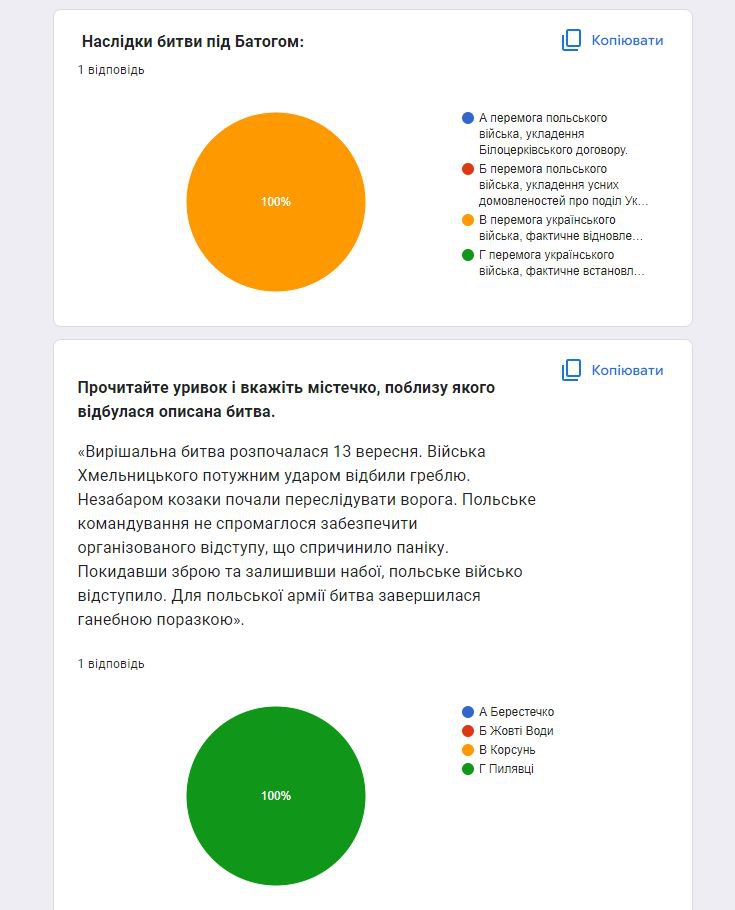 Наслідки битви під Батогом:
Копіювати
1 відповідь
100%
А перемога польського
війська, укладення
Білоцерківського договору.
Б перемога польського
війська, укладення усних
домовленостей про поділ Ук...
В перемога українського
війська, фактичне відновле...
Г перемога українського
війська, фактичне встановл...
Копіювати
Прочитайте уривок і вкажіть містечко, поблизу якого
відбулася описана битва.
«Вирішальна битва розпочалася 13 вересня. Війська
Хмельницького потужним ударом відбили греблю.
Незабаром козаки почали переслідувати ворога. Польське
командування не спромаглося забезпечити
організованого відступу, що спричинило паніку.
Покидавши зброю та залишивши набої, польське військо
відступило. Для польської армії битва завершилася
ганебною поразкою».
1 відповідь
100%
А Берестечко
Б Жовті Води
В Корсунь
Г Пилявці